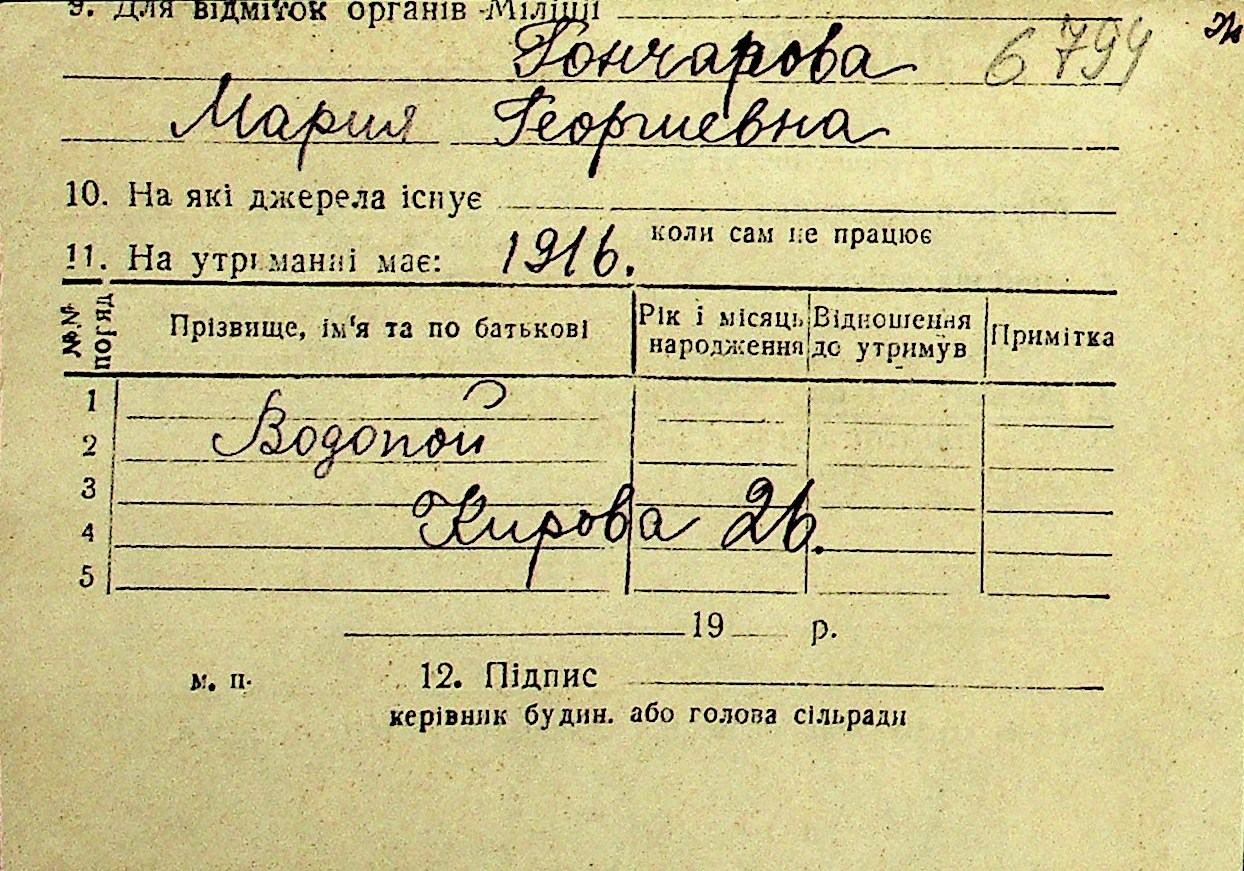 9. Для відміток органів Міліції
Гончарова 6799
Мария Георгиевна
10. На які джерела існує
коли сам не працює
11. На утриманні має: 1916.
№№ поряд Прізвище, ім'я та по батькові Рік і місяць народження Відношення до утримув Примітка
1
2 Водопой
3
4 Кирова 26.
5
19 р.
м. п. 12. Підпис
керівник будин. або голова сільради